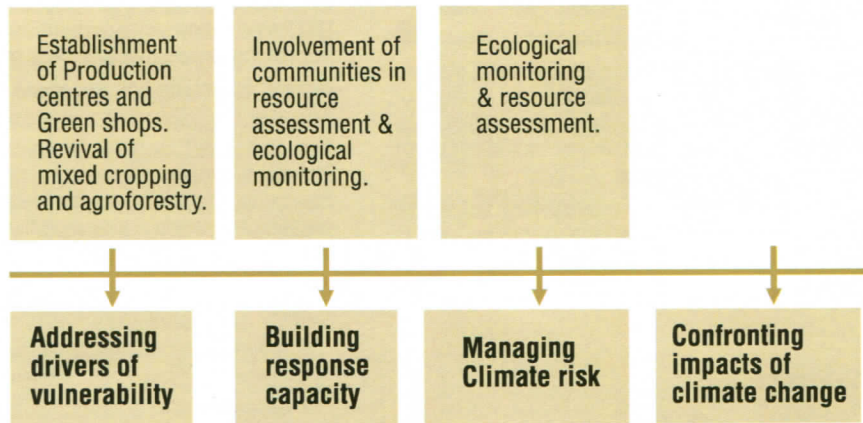 Establishment
of Production
centres and
Green shops.
Revival of
mixed cropping
and agroforestry.
Involvement of
communities in
resource
assessment &
ecological
monitoring.
Ecological
monitoring
& resource
assessment.
Addressing
drivers of
vulnerability
Building
response
capacity
Managing
Climate risk
Confronting
impacts of
climate change